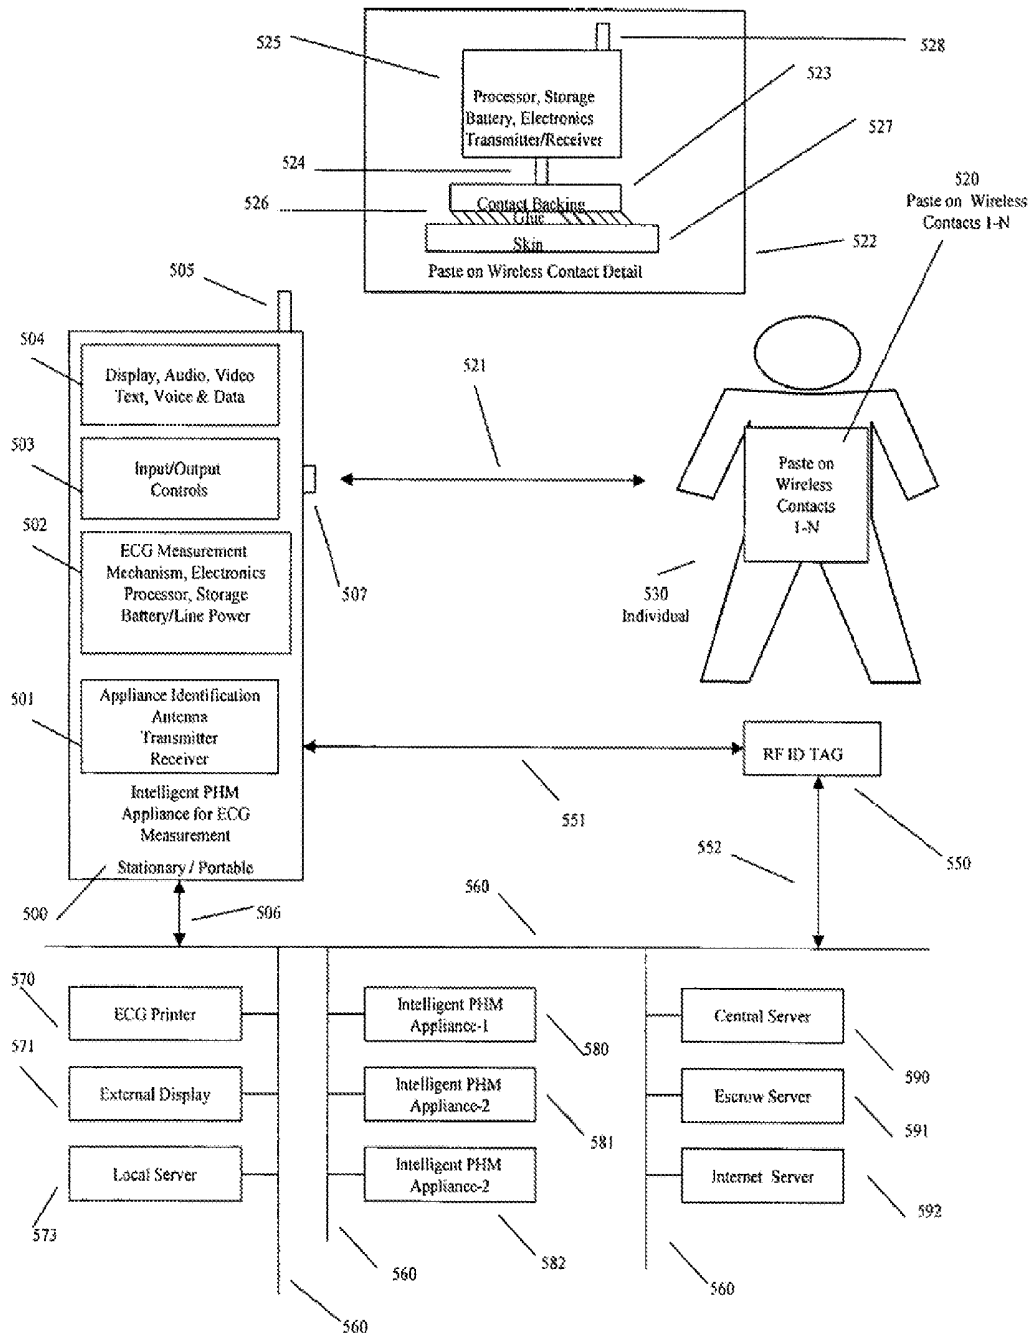 525
528
523
Processor, Storage
Battery, Electronics
Transmitter/Receiver
524
527
526
Contact Backing
Glue
Skin
Paste on Wireless Contact Detail
522
520
Paste on Wireless
Contacts 1-N
505
504
Display, Audio, Video
Text, Voice & Data
521
503
Input/Output
Controls
Paste on
Wireless
Contacts
1-N
502
ECG Measurement
Mechanism, Electronics
Processor, Storage
Battery/Line Power
507
530
Individual
501
Appliance Identification
Antenna
Transmitter
Receiver
RF ID TAG
Intelligent PHM
Appliance for ECG
Measurement
551
552
550
Stationary / Portable
500
506
560
570
ECG Printer
Intelligent PHM
Appliance-1
Central Server
571
580
590
External Display
Intelligent PHM
Appliance-2
Escrow Server
581
591
Local Server
Intelligent PHM
Appliance-2
Internet Server
573
582
592
560
560
560